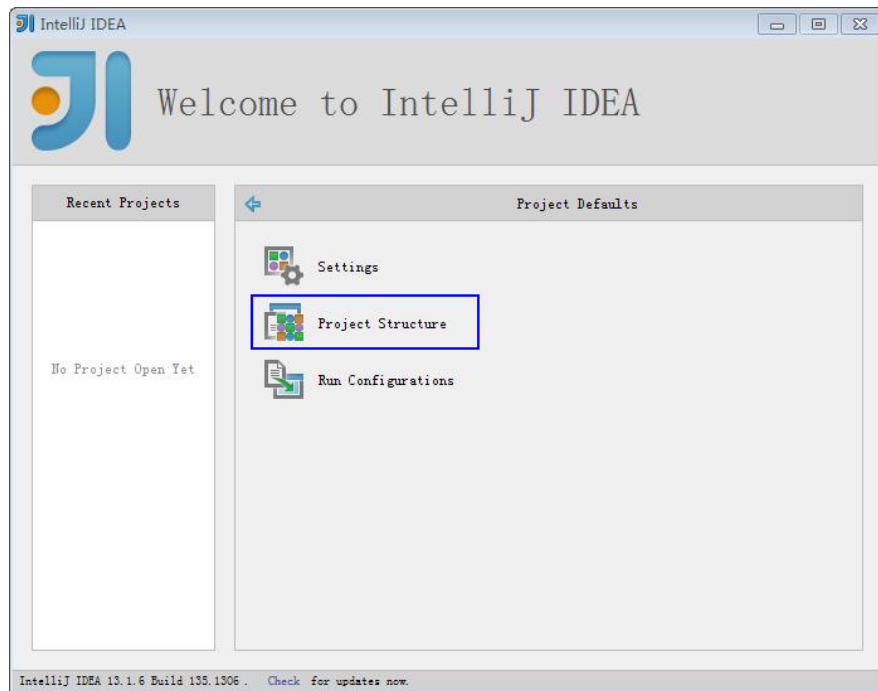 IntelliJ IDEA
Welcome to IntelliJ IDEA
Recent Projects
Project Defaults
Settings
Project Structure
No Project Open Yet
Run Configurations
IntelliJ IDEA 13.1.6 Build 135.1306 . Check for updates now.